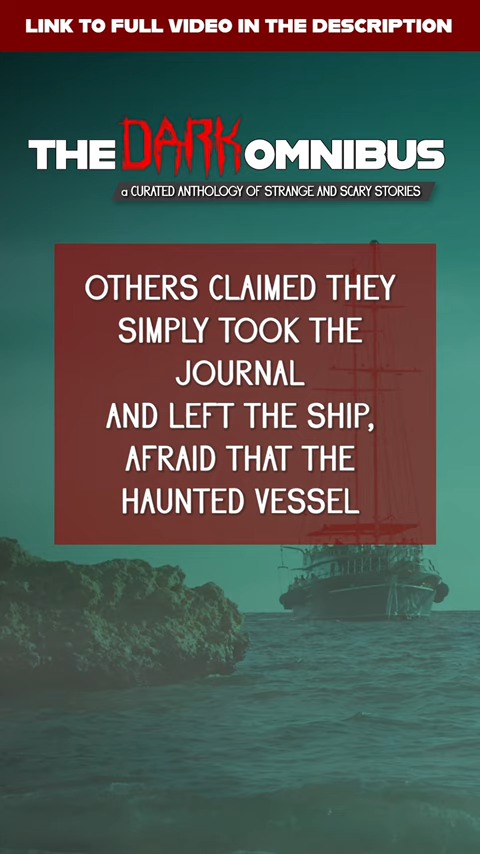 LINK TO FULL VIDEO IN THE DESCRIPTION
THE DARK OMNIBUS
a CURATED ANTHOLOGY OF STRANGE AND SCARY STORIES
OTHERS CLAIMED THEY
SIMPLY TOOK THE
JOURNAL
AND LEFT THE SHIP,
AFRAID THAT THE
HAUNTED VESSEL